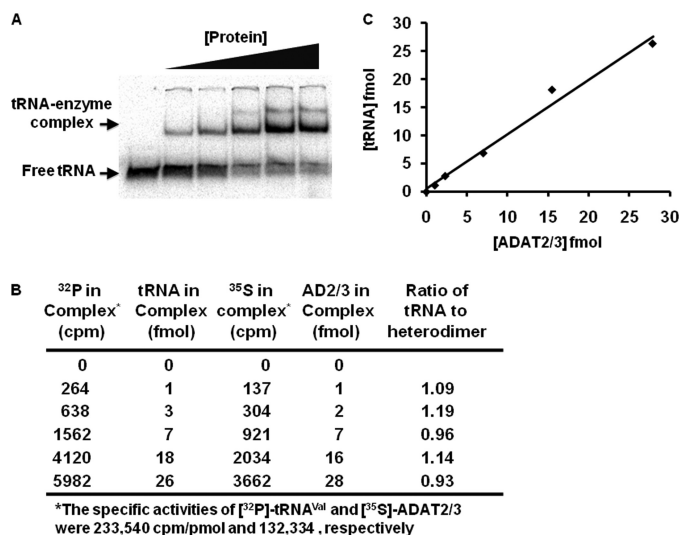 A
[Protein]
tRNA-enzyme
complex
Free tRNA
C
[tRNA] fmol
30
25
20
15
10
5
0
0 5 10 15 20 25 30
[ADAT2/3] fmol
B
32P in Complex* (cpm) tRNA in Complex (fmol) 35S in complex* (cpm) AD2/3 in Complex (fmol) Ratio of tRNA to heterodimer
0 0 0 0
264 1 137 1 1.09
638 3 304 2 1.19
1562 7 921 7 0.96
4120 18 2034 16 1.14
5982 26 3662 28 0.93
*The specific activities of [32P]-tRNAVal and [35S]-ADAT2/3
were 233,540 cpm/pmol and 132,334 , respectively